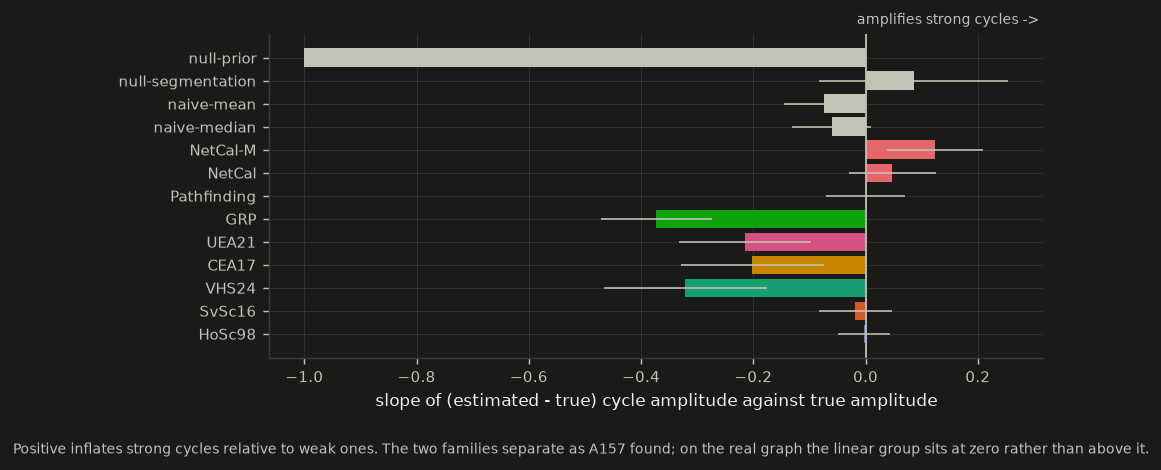 amplifies strong cycles ->
null-prior
null-segmentation
naive-mean
naive-median
NetCal-M
NetCal
Pathfinding
GRP
UEA21
CEA17
VHS24
SvSc16
HoSc98
−1.0 −0.8 −0.6 −0.4 −0.2 0.0 0.2
slope of (estimated - true) cycle amplitude against true amplitude
Positive inflates strong cycles relative to weak ones. The two families separate as A157 found; on the real graph the linear group sits at zero rather than above it.